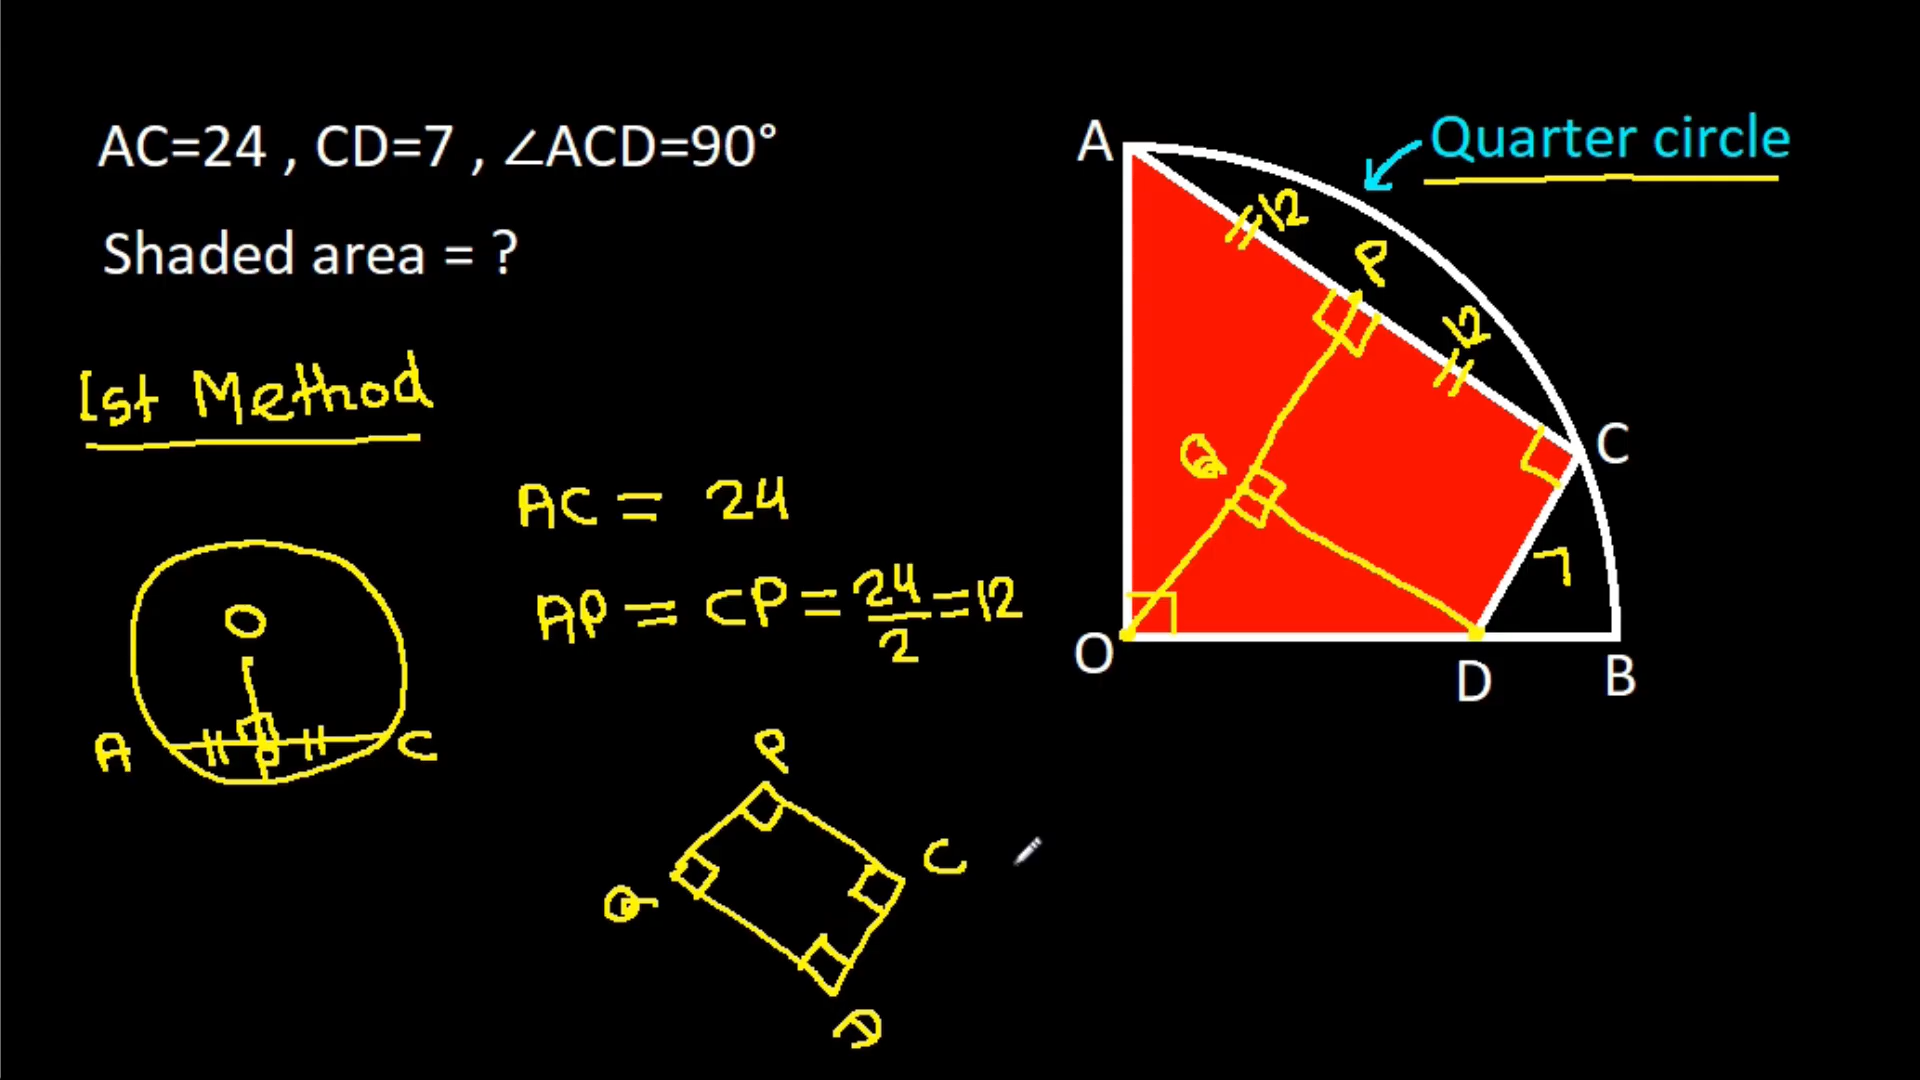 AC=24 , CD=7 , ∠ACD=90°
Shaded area = ?
Ist Method
AC = 24
AP = CP = 24/2 = 12
O
A
P
C
P
Q
C
D
Quarter circle
A
12
P
12
C
Q
7
O
D
B